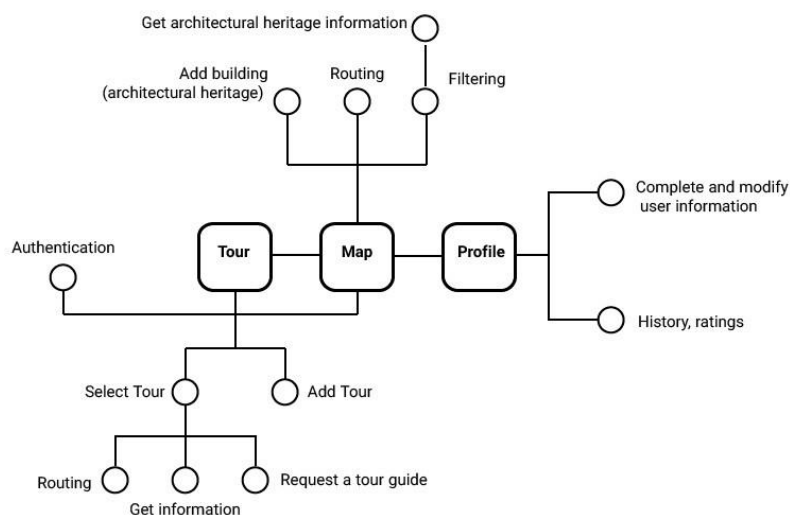 Get architectural heritage information
Add building
(architectural heritage)
Routing
Filtering
Complete and modify
user information
Authentication
Tour
Map
Profile
History, ratings
Select Tour
Add Tour
Routing
Get information
Request a tour guide